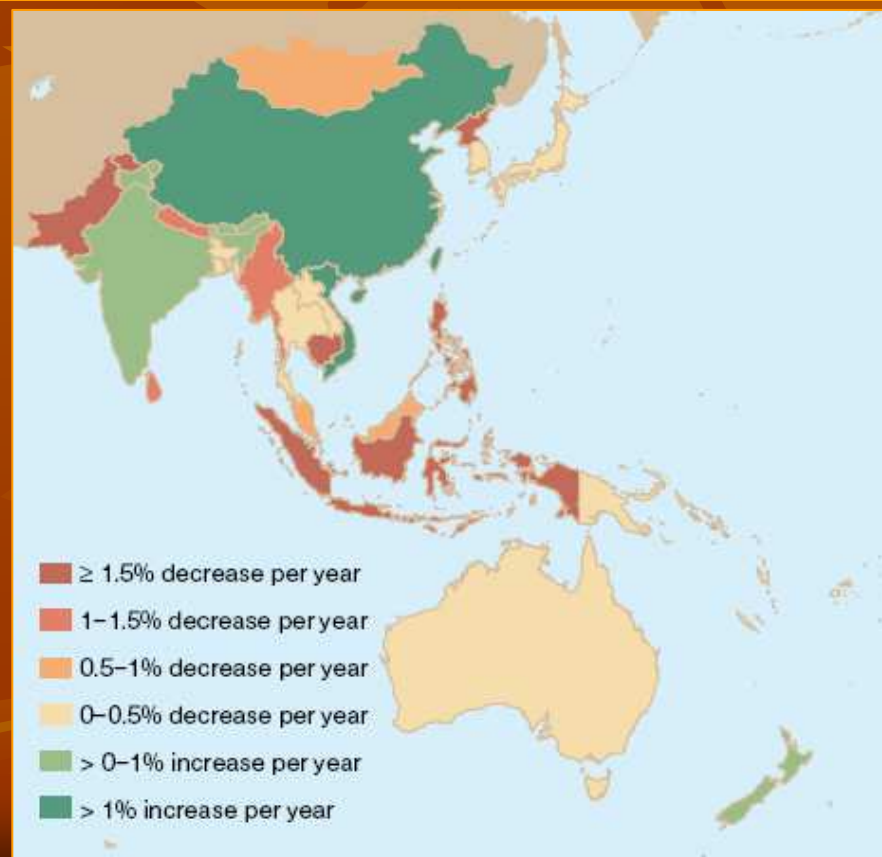 ≥ 1.5% decrease per year
1–1.5% decrease per year
0.5–1% decrease per year
0–0.5% decrease per year
> 0–1% increase per year
> 1% increase per year